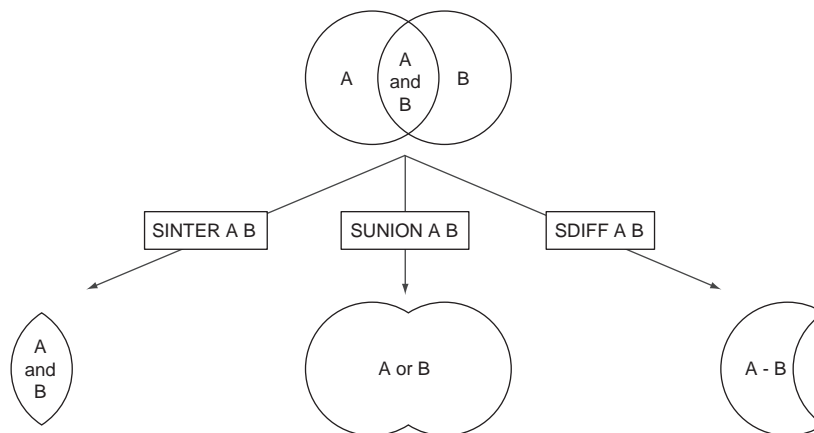 A
A
and
B
B
SINTER A B
SUNION A B
SDIFF A B
A
and
B
A or B
A - B